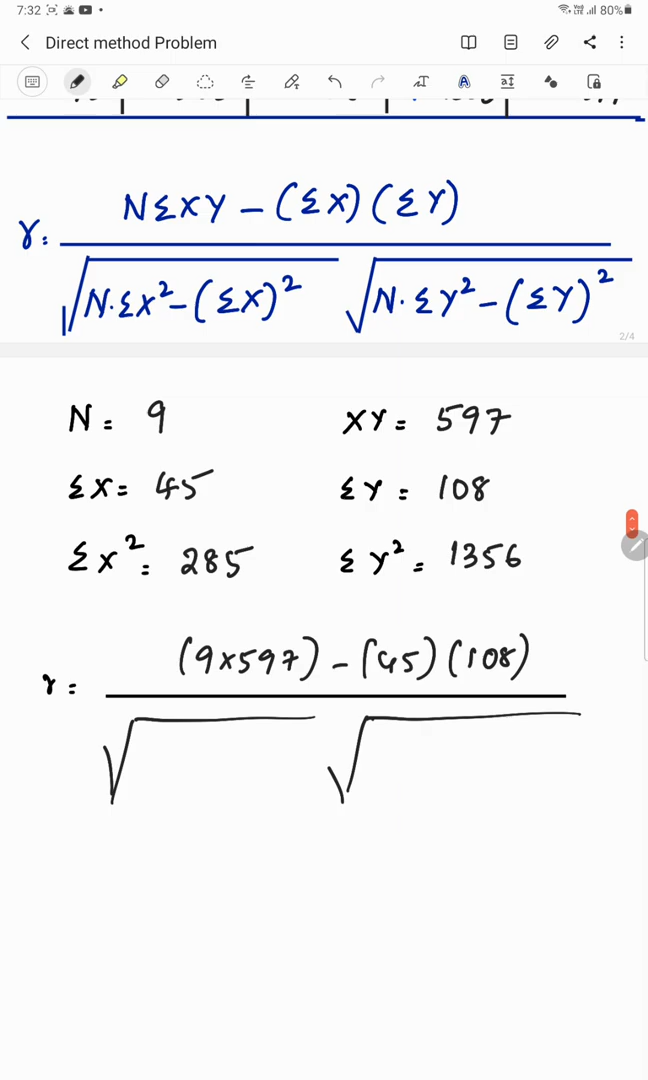 7:32 80%
Direct method Problem
γ: NΣXY – (ΣX) (ΣY)
√N·ΣX²–(ΣX)² √N·ΣY²–(ΣY)²
2/4
N = 9 XY = 597
ΣX = 45 ΣY = 108
ΣX² = 285 ΣY² = 1356
γ = (9×597) – (45) (108)
√ √